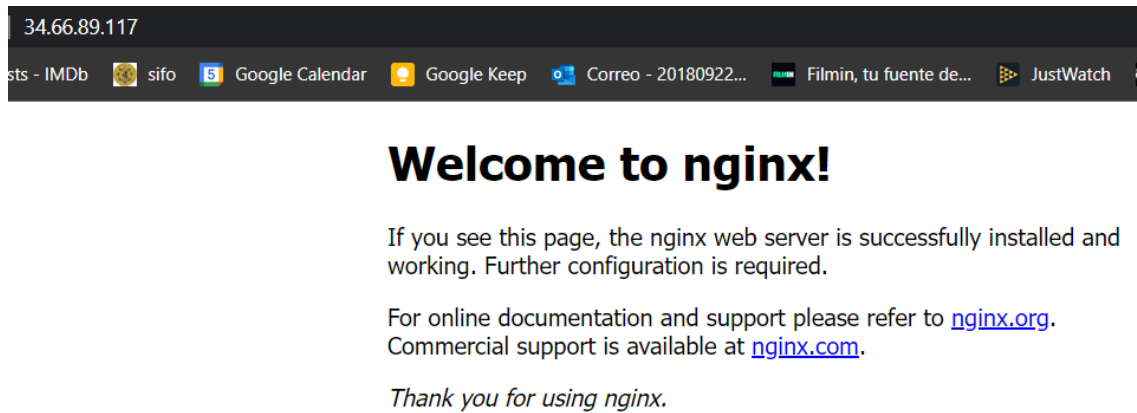 34.66.89.117
sts - IMDb sifo 5 Google Calendar Google Keep Correo - 20180922... FILMIN Filmin, tu fuente de... JustWatch
Welcome to nginx!
If you see this page, the nginx web server is successfully installed and
working. Further configuration is required.
For online documentation and support please refer to nginx.org.
Commercial support is available at nginx.com.
Thank you for using nginx.